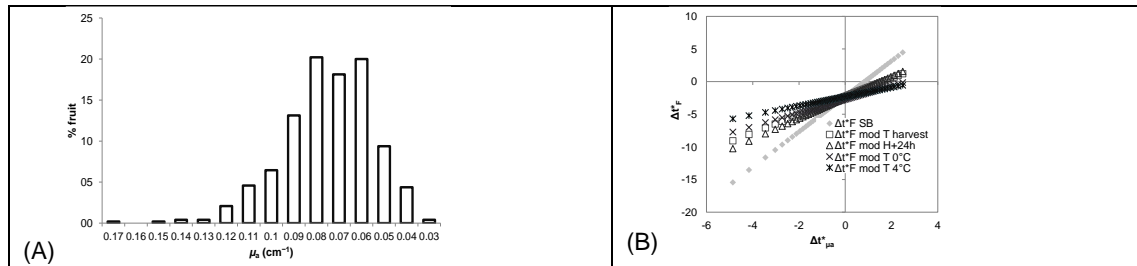 25
20
15
10
05
00
% fruit
0.17 0.16 0.15 0.14 0.13 0.12 0.11 0.1 0.09 0.08 0.07 0.06 0.05 0.04 0.03
μa (cm⁻¹)
(A)
5
0
-5
-10
-15
-20
Δt*F
Δt*F SB
Δt*F mod T harvest
Δt*F mod H+24h
Δt*F mod T 0°C
Δt*F mod T 4°C
-6 -4 -2 0 2 4
Δt*μa
(B)